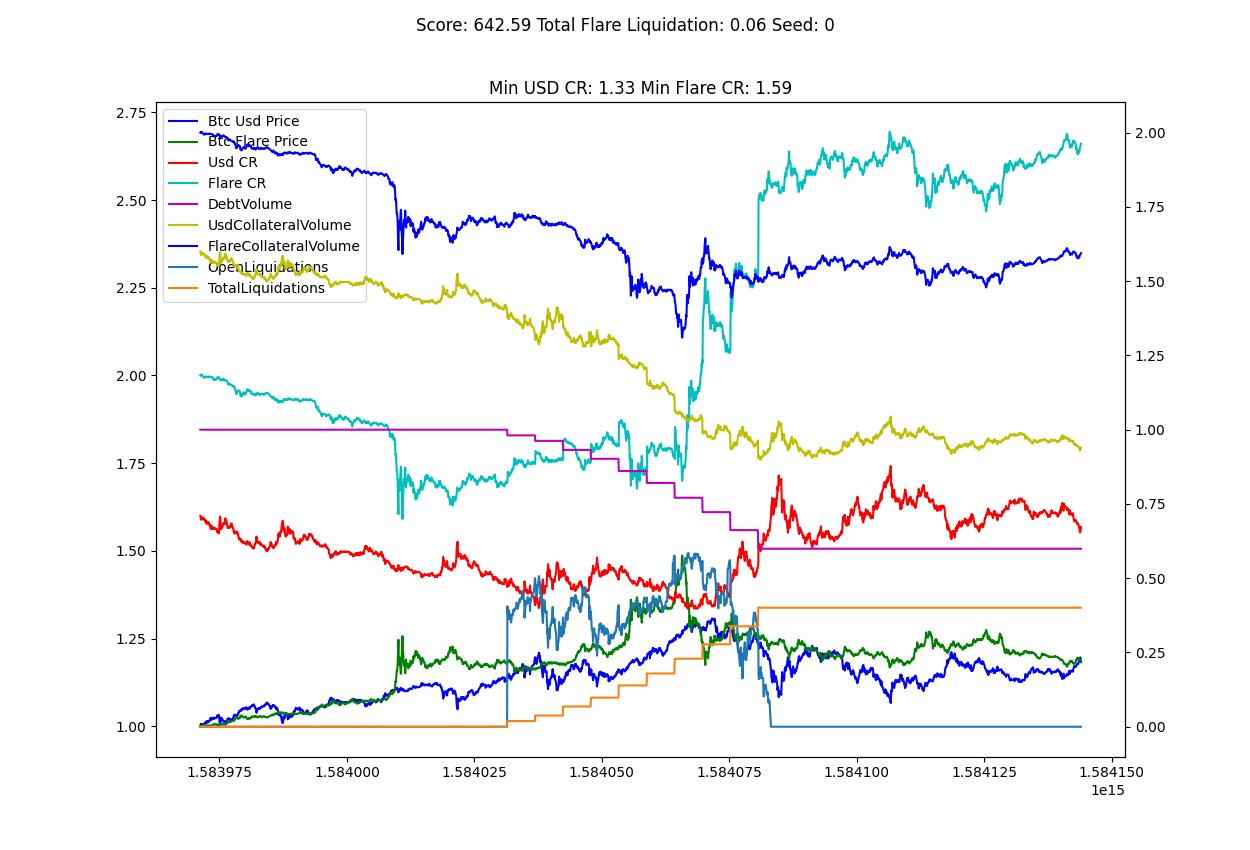 Score: 642.59 Total Flare Liquidation: 0.06 Seed: 0
Min USD CR: 1.33 Min Flare CR: 1.59
Btc Usd Price
Btc Flare Price
Usd CR
Flare CR
DebtVolume
UsdCollateralVolume
FlareCollateralVolume
OpenLiquidations
TotalLiquidations
2.75
2.50
2.25
2.00
1.75
1.50
1.25
1.00
2.00
1.75
1.50
1.25
1.00
0.75
0.50
0.25
0.00
1.583975 1.584000 1.584025 1.584050 1.584075 1.584100 1.584125 1.584150
1e15